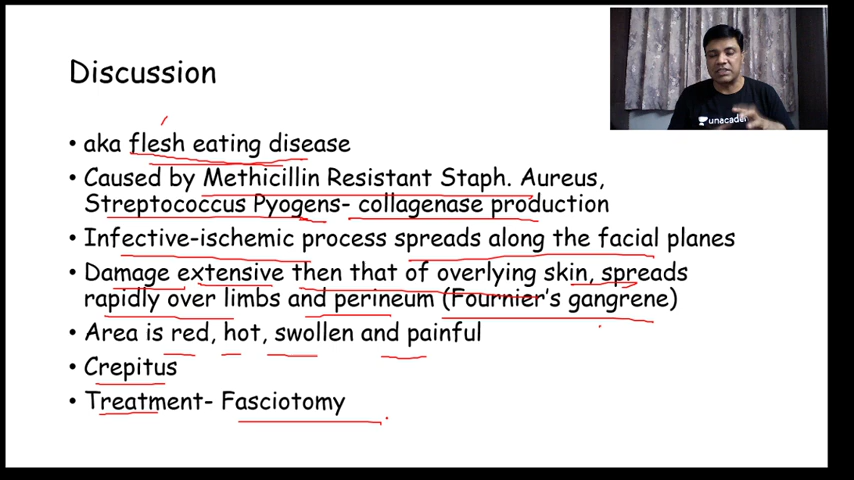 Discussion
• aka flesh eating disease
• Caused by Methicillin Resistant Staph. Aureus,
Streptococcus Pyogens- collagenase production
• Infective-ischemic process spreads along the facial planes
• Damage extensive then that of overlying skin, spreads
rapidly over limbs and perineum (Fournier's gangrene)
• Area is red, hot, swollen and painful
• Crepitus
• Treatment- Fasciotomy
unacade